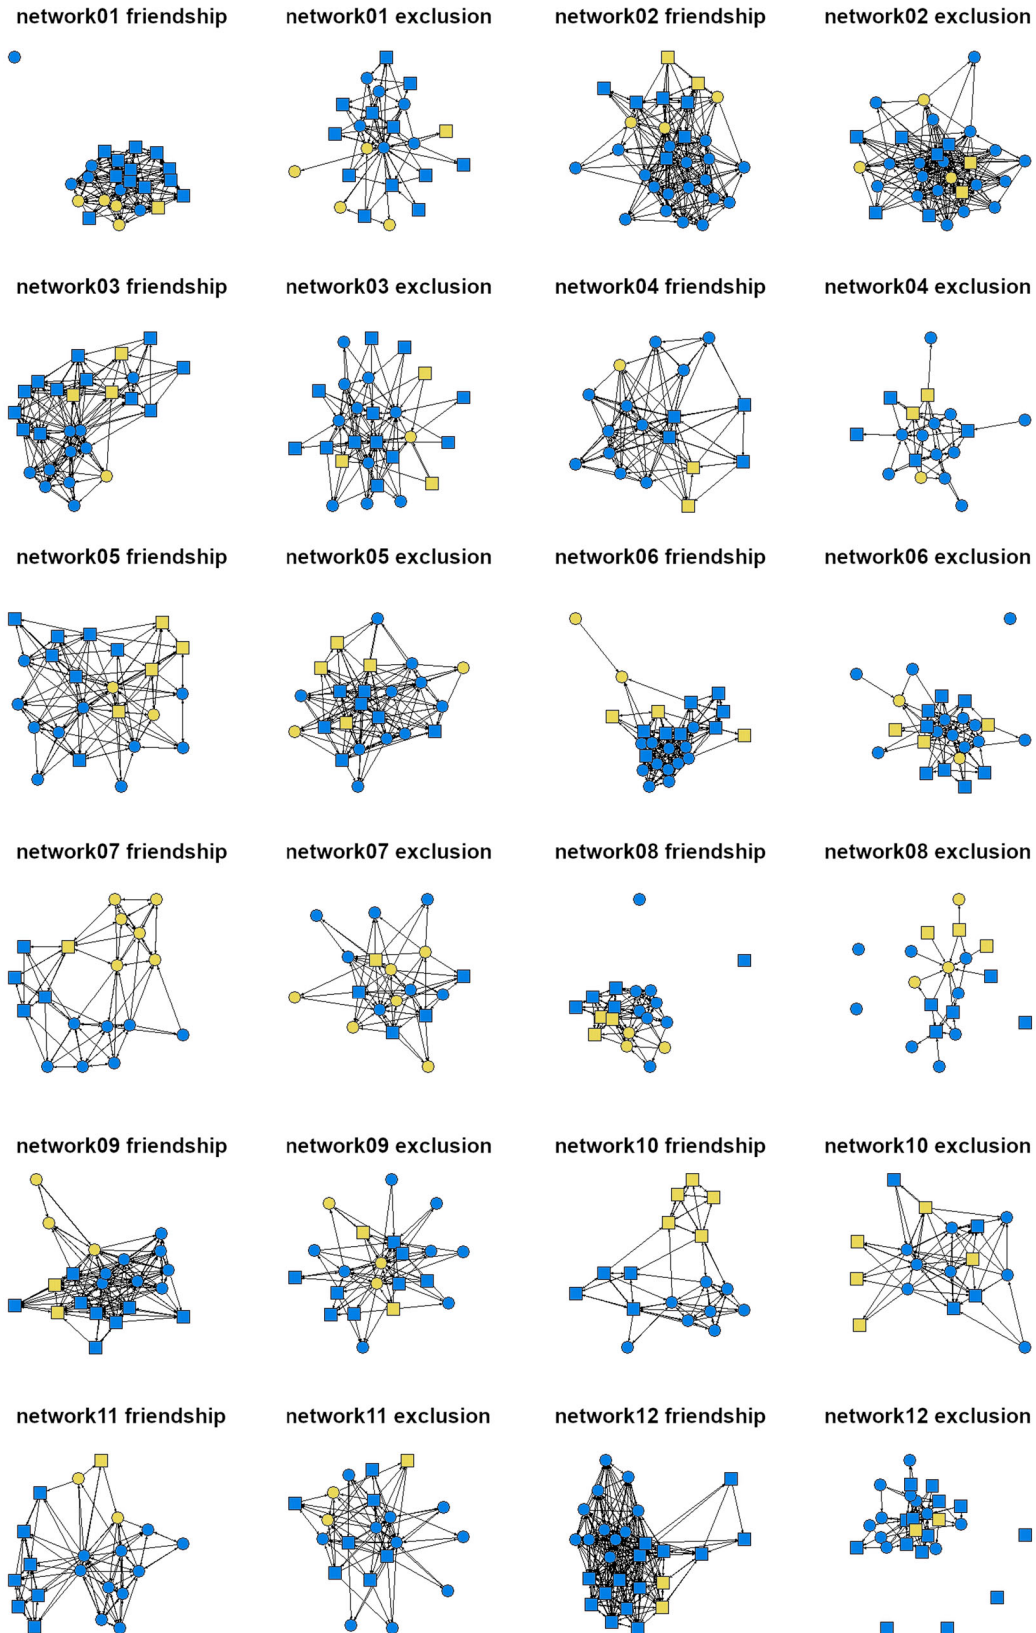 network01 friendship network01 exclusion network02 friendship network02 exclusion
network03 friendship network03 exclusion network04 friendship network04 exclusion
network05 friendship network05 exclusion network06 friendship network06 exclusion
network07 friendship network07 exclusion network08 friendship network08 exclusion
network09 friendship network09 exclusion network10 friendship network10 exclusion
network11 friendship network11 exclusion network12 friendship network12 exclusion